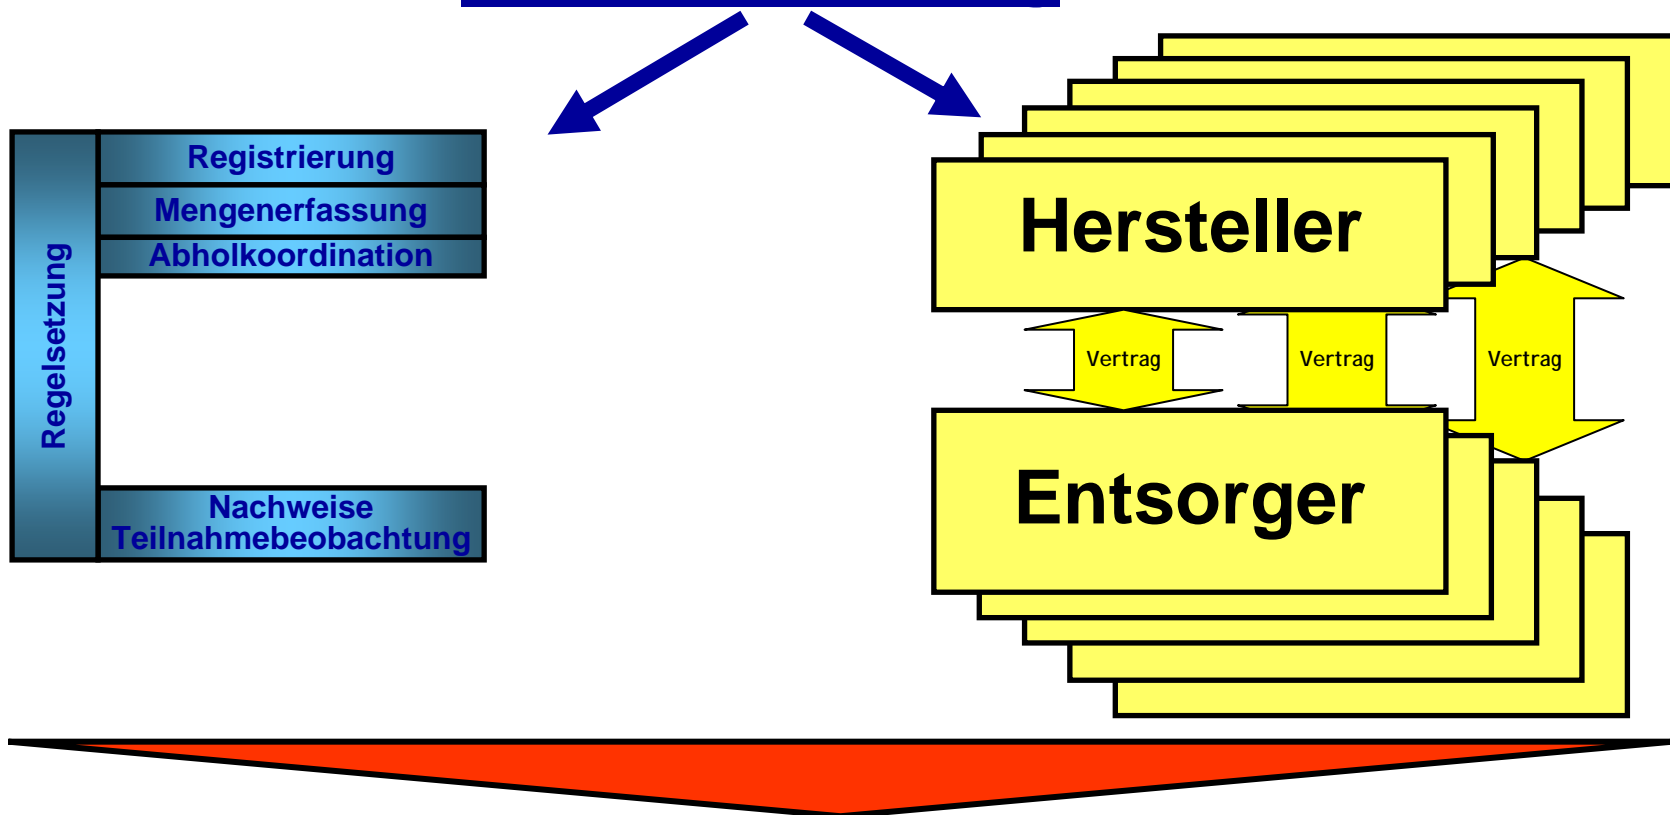 Registrierung
Mengenerfassung
Abholkoordination
Regelsetzung
Nachweise
Teilnahmebeobachtung
Hersteller
Vertrag
Vertrag
Vertrag
Entsorger